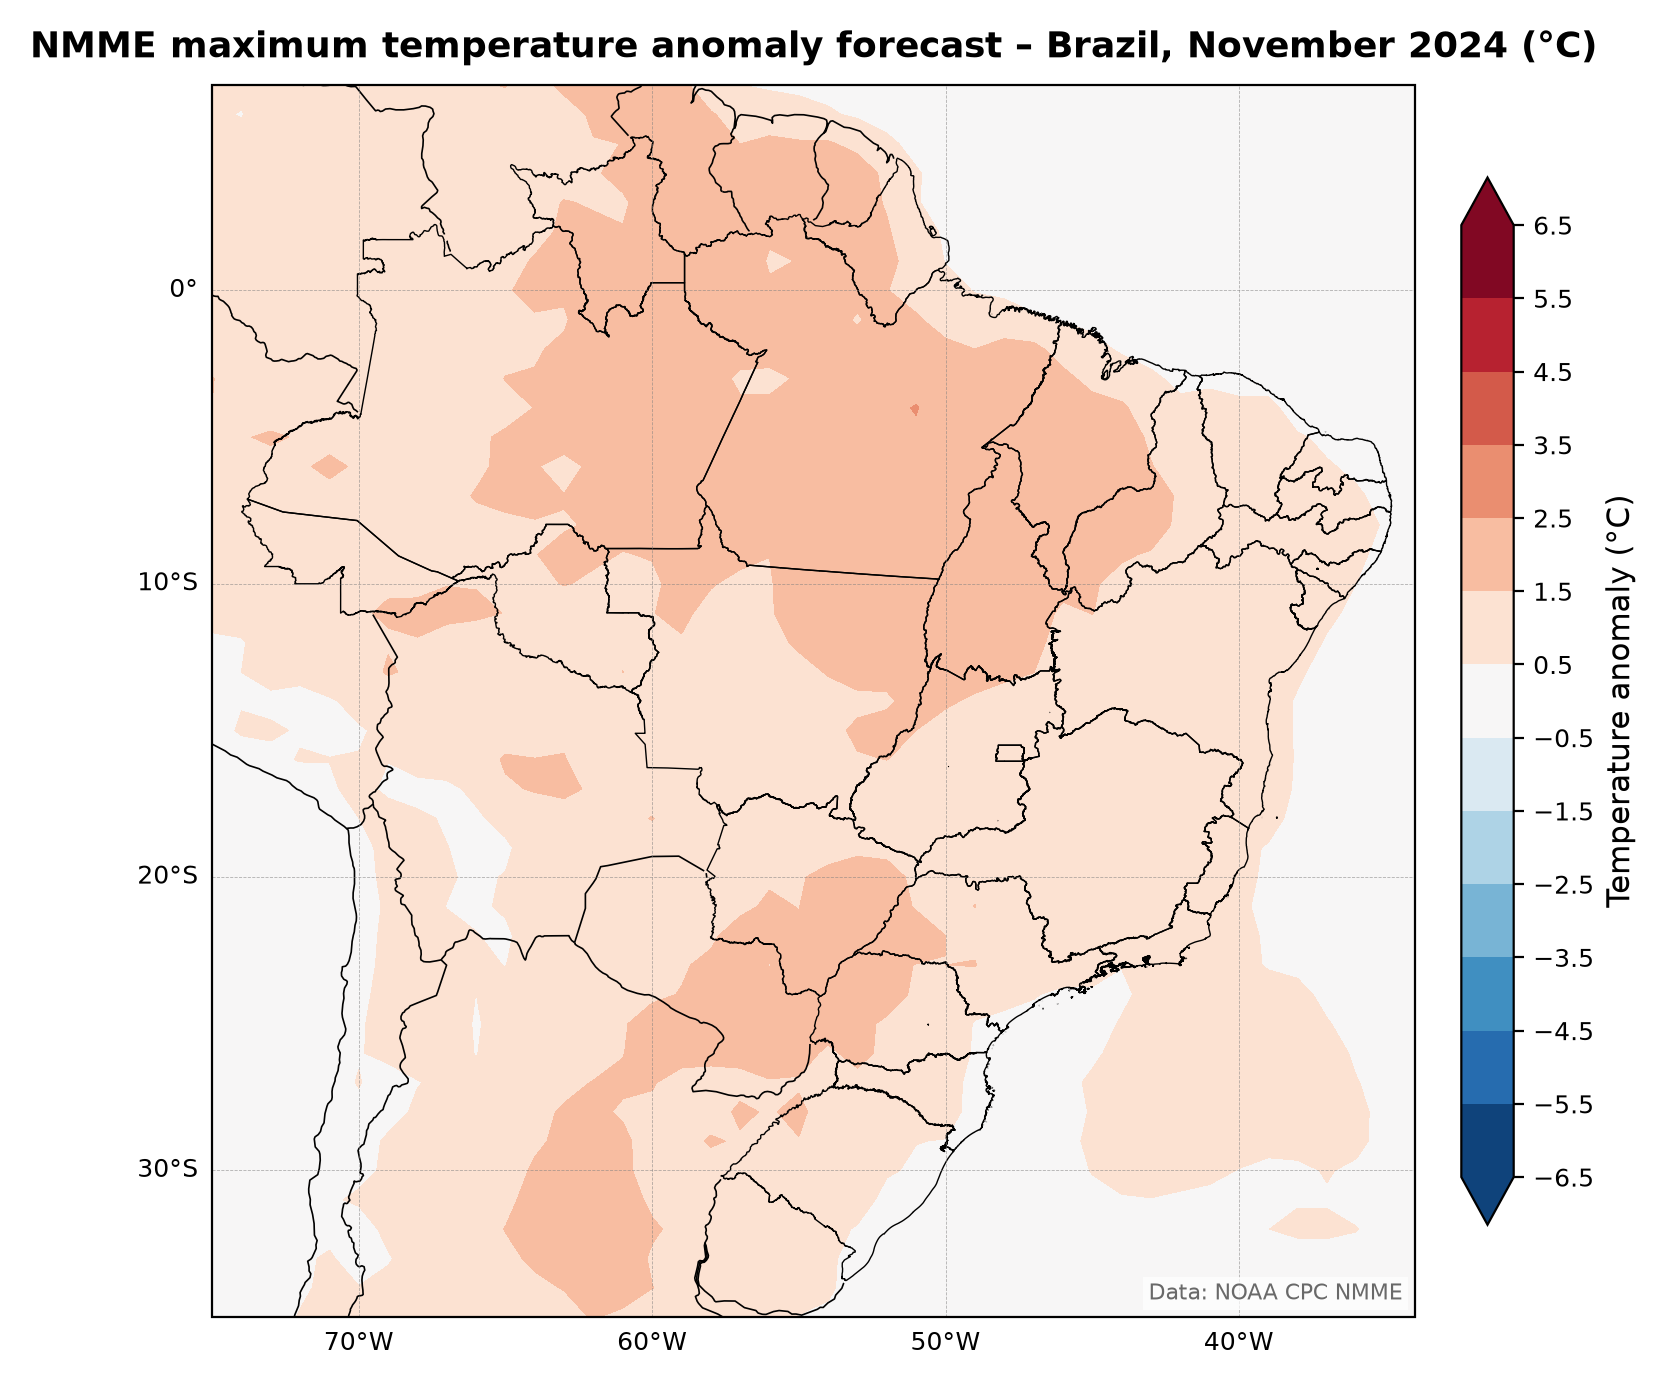 NMME maximum temperature anomaly forecast – Brazil, November 2024 (°C)
0°
10°S
20°S
30°S
70°W
60°W
50°W
40°W
6.5
5.5
4.5
3.5
2.5
1.5
0.5
−0.5
−1.5
−2.5
−3.5
−4.5
−5.5
−6.5
Temperature anomaly (°C)
Data: NOAA CPC NMME